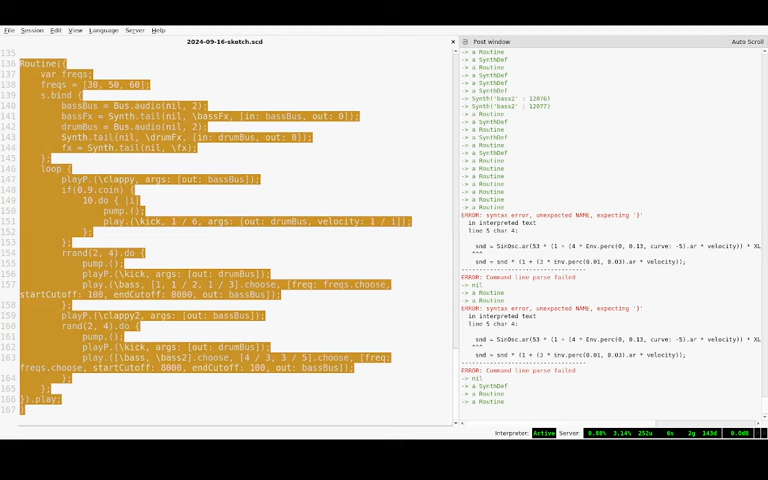 File Session Edit View Language Server Help
2024-09-16-sketch.scd
135
136 Routine({
137 var freqs;
138 freqs = [30, 50, 60];
139 s.bind {
140 bassBus = Bus.audio(nil, 2);
141 bassFx = Synth.tail(nil, \bassFx, [in: bassBus, out: 0]);
142 drumBus = Bus.audio(nil, 2);
143 Synth.tail(nil, \drumFx, [in: drumBus, out: 0]);
144 fx = Synth.tail(nil, \fx);
145 };
146 loop {
147 playP.(\clappy, args: [out: bassBus]);
148 if(0.9.coin) {
149 10.do { |i|
150 pump.();
151 play.(\kick, 1 / 6, args: [out: drumBus, velocity: 1 / i]);
152 };
153 };
154 rrand(2, 4).do {
155 pump.();
156 playP.(\kick, args: [out: drumBus]);
157 play.(\bass, [1, 1 / 2, 1 / 3].choose, [freq: freqs.choose,
startCutoff: 100, endCutoff: 8000, out: bassBus]);
158 };
159 playP.(\clappy2, args: [out: bassBus]);
160 rand(2, 4).do {
161 pump.();
162 playP.(\kick, args: [out: drumBus]);
163 play.([\bass, \bass2].choose, [4 / 3, 3 / 5].choose, [freq:
freqs.choose, startCutoff: 8000, endCutoff: 100, out: bassBus]);
164 };
165 };
166 }).play;
167 )
Post window
Auto Scroll
-> a Routine
-> a SynthDef
-> a Routine
-> a SynthDef
-> a SynthDef
-> a SynthDef
-> Synth('bass2' : 12076)
-> Synth('bass2' : 12077)
-> a Routine
-> a SynthDef
-> a Routine
-> a SynthDef
-> a Routine
-> a SynthDef
-> a Routine
-> a Routine
-> a Routine
-> a Routine
-> a Routine
-> a Routine
-> a Routine
ERROR: syntax error, unexpected NAME, expecting '}'
in interpreted text
line 5 char 4:
snd = SinOsc.ar(53 * (1 + (4 * Env.perc(0, 0.13, curve: -5).ar * velocity)) * XL
^^^
snd = snd * (1 + (3 * Env.perc(0.01, 0.03).ar * velocity));
-----------------------------------
ERROR: Command line parse failed
-> nil
-> a Routine
-> a Routine
ERROR: syntax error, unexpected NAME, expecting '}'
in interpreted text
line 5 char 4:
snd = SinOsc.ar(53 * (1 + (4 * Env.perc(0, 0.13, curve: -5).ar * velocity)) * XL
^^^
snd = snd * (1 + (3 * Env.perc(0.01, 0.03).ar * velocity));
-----------------------------------
ERROR: Command line parse failed
-> nil
-> a SynthDef
-> a Routine
-> a Routine
Interpreter: Active Server: 0.88% 3.14% 252u 6s 2g 143d 0.0dB